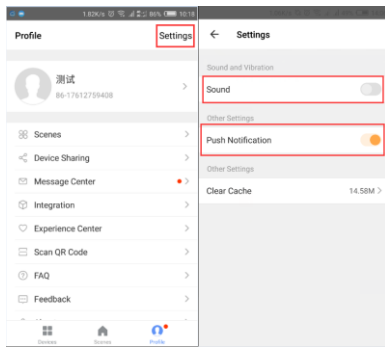 1.82K/s 86% 10:18
Profile
Settings
测试
86-17612759408
Scenes
Device Sharing
Message Center
Integration
Experience Center
Scan QR Code
FAQ
Feedback
Devices
Scenes
Profile
Settings
Sound and Vibration
Sound
Other Settings
Push Notification
Other Settings
Clear Cache
14.58M